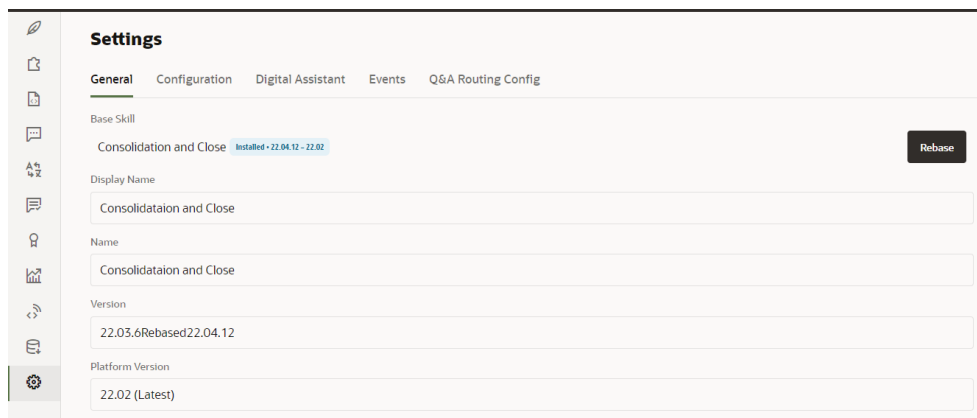 Settings
General Configuration Digital Assistant Events Q&A Routing Config
Base Skill
Consolidation and Close Installed • 22.04.12 - 22.02 Rebase
Display Name
Consolidataion and Close
Name
Consolidataion and Close
Version
22.03.6Rebased22.04.12
Platform Version
22.02 (Latest)